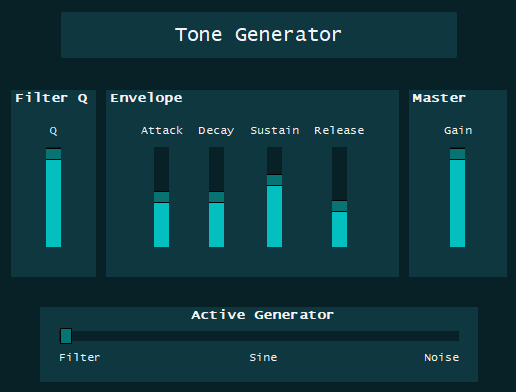 Tone Generator
Filter Q
Envelope
Master
Q
Attack Decay Sustain Release
Gain
Active Generator
Filter Sine Noise